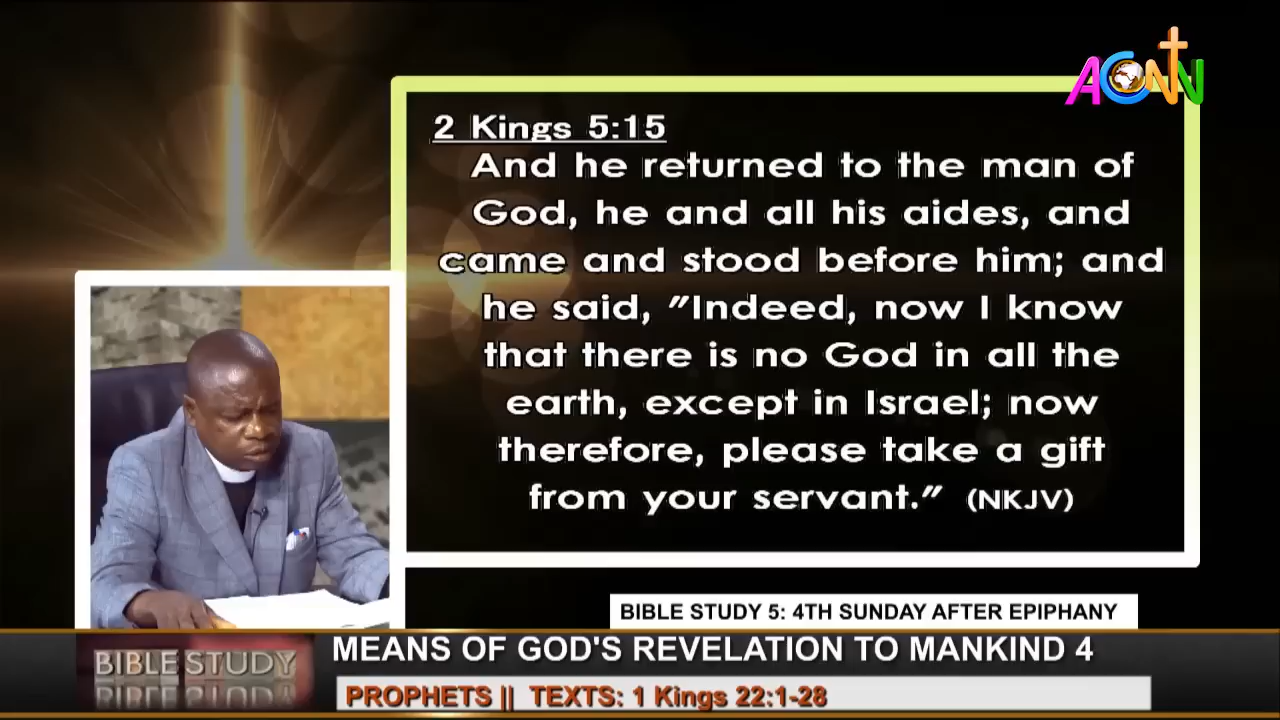 ACNN
2 Kings 5:15
And he returned to the man of
God, he and all his aides, and
came and stood before him; and
he said, "Indeed, now I know
that there is no God in all the
earth, except in Israel; now
therefore, please take a gift
from your servant." (NKJV)
BIBLE STUDY 5: 4TH SUNDAY AFTER EPIPHANY
BIBLE STUDY
MEANS OF GOD'S REVELATION TO MANKIND 4
PROPHETS || TEXTS: 1 Kings 22:1-28